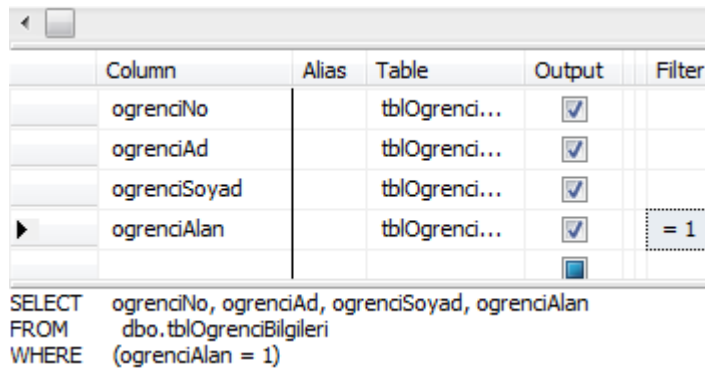 Column Alias Table Output Filter
ogrenciNo tblOgrenci...
ogrenciAd tblOgrenci...
ogrenciSoyad tblOgrenci...
ogrenciAlan tblOgrenci... = 1
SELECT ogrenciNo, ogrenciAd, ogrenciSoyad, ogrenciAlan
FROM dbo.tblOgrenciBilgileri
WHERE (ogrenciAlan = 1)